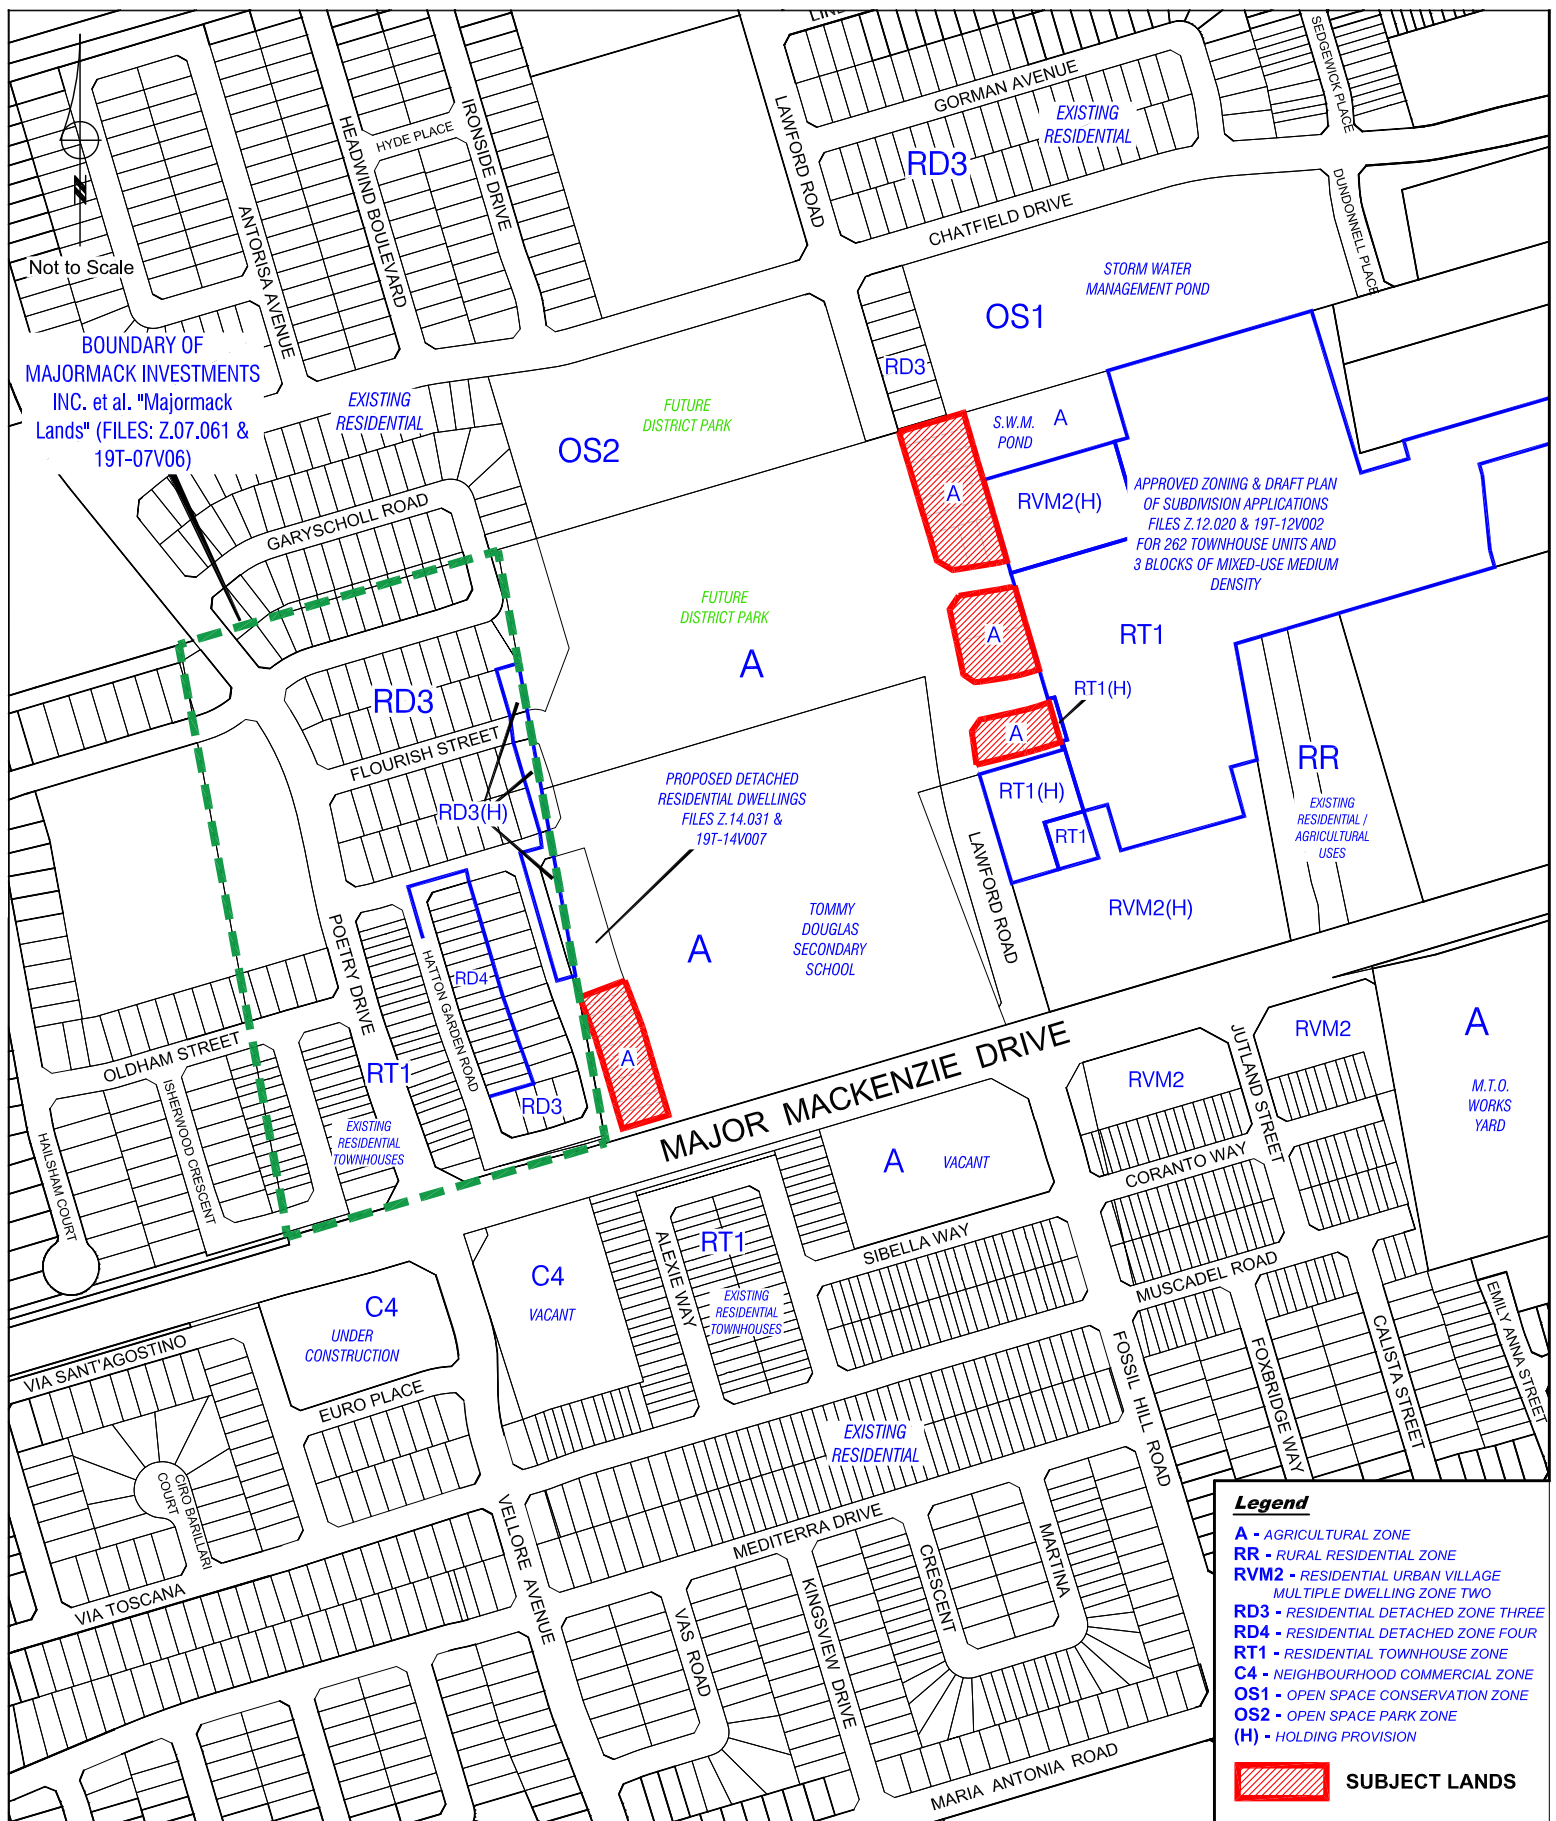 SEDGEWICK PLACE
GORMAN AVENUE
EXISTING
RESIDENTIAL
RD3
LAWFORD ROAD
IRONSIDE DRIVE
HYDE PLACE
HEADWIND BOULEVARD
ANTORISA AVENUE
N
Not to Scale
CHATFIELD DRIVE
DUNDONNELL PLACE
STORM WATER
MANAGEMENT POND
OS1
RD3
BOUNDARY OF
MAJORMACK INVESTMENTS
INC. et al. "Majormack
Lands" (FILES: Z.07.061 &
19T-07V06)
EXISTING
RESIDENTIAL
FUTURE
DISTRICT PARK
OS2
S.W.M.
POND
A
A
RVM2(H)
APPROVED ZONING & DRAFT PLAN
OF SUBDIVISION APPLICATIONS
FILES Z.12.020 & 19T-12V002
FOR 262 TOWNHOUSE UNITS AND
3 BLOCKS OF MIXED-USE MEDIUM
DENSITY
GARYSCHOLL ROAD
FUTURE
DISTRICT PARK
A
A
RT1
RT1(H)
A
RD3
FLOURISH STREET
RD3(H)
PROPOSED DETACHED
RESIDENTIAL DWELLINGS
FILES Z.14.031 &
19T-14V007
RT1(H)
RT1
RR
EXISTING
RESIDENTIAL /
AGRICULTURAL
USES
LAWFORD ROAD
RVM2(H)
TOMMY
DOUGLAS
SECONDARY
SCHOOL
A
POETRY DRIVE
HATTON GARDEN ROAD
RD4
OLDHAM STREET
ISHERWOOD CRESCENT
HAILSHAM COURT
RT1
EXISTING
RESIDENTIAL
TOWNHOUSES
RD3
A
MAJOR MACKENZIE DRIVE
RVM2
RVM2
JUTLAND STREET
A
M.T.O.
WORKS
YARD
A
VACANT
CORANTO WAY
SIBELLA WAY
MUSCADEL ROAD
ALEXIE WAY
RT1
EXISTING
RESIDENTIAL
TOWNHOUSES
C4
VACANT
C4
UNDER
CONSTRUCTION
VIA SANT'AGOSTINO
EURO PLACE
CIRO BARILLARI
COURT
VIA TOSCANA
VELLORE AVENUE
EXISTING
RESIDENTIAL
FOSSIL HILL ROAD
FOXBRIDGE WAY
CALISTA STREET
EMILY ANNA STREET
MEDITERRA DRIVE
VAS ROAD
KINGSVIEW DRIVE
CRESCENT
MARTINA
MARIA ANTONIA ROAD
Legend
A - AGRICULTURAL ZONE
RR - RURAL RESIDENTIAL ZONE
RVM2 - RESIDENTIAL URBAN VILLAGE
MULTIPLE DWELLING ZONE TWO
RD3 - RESIDENTIAL DETACHED ZONE THREE
RD4 - RESIDENTIAL DETACHED ZONE FOUR
RT1 - RESIDENTIAL TOWNHOUSE ZONE
C4 - NEIGHBOURHOOD COMMERCIAL ZONE
OS1 - OPEN SPACE CONSERVATION ZONE
OS2 - OPEN SPACE PARK ZONE
(H) - HOLDING PROVISION
SUBJECT LANDS